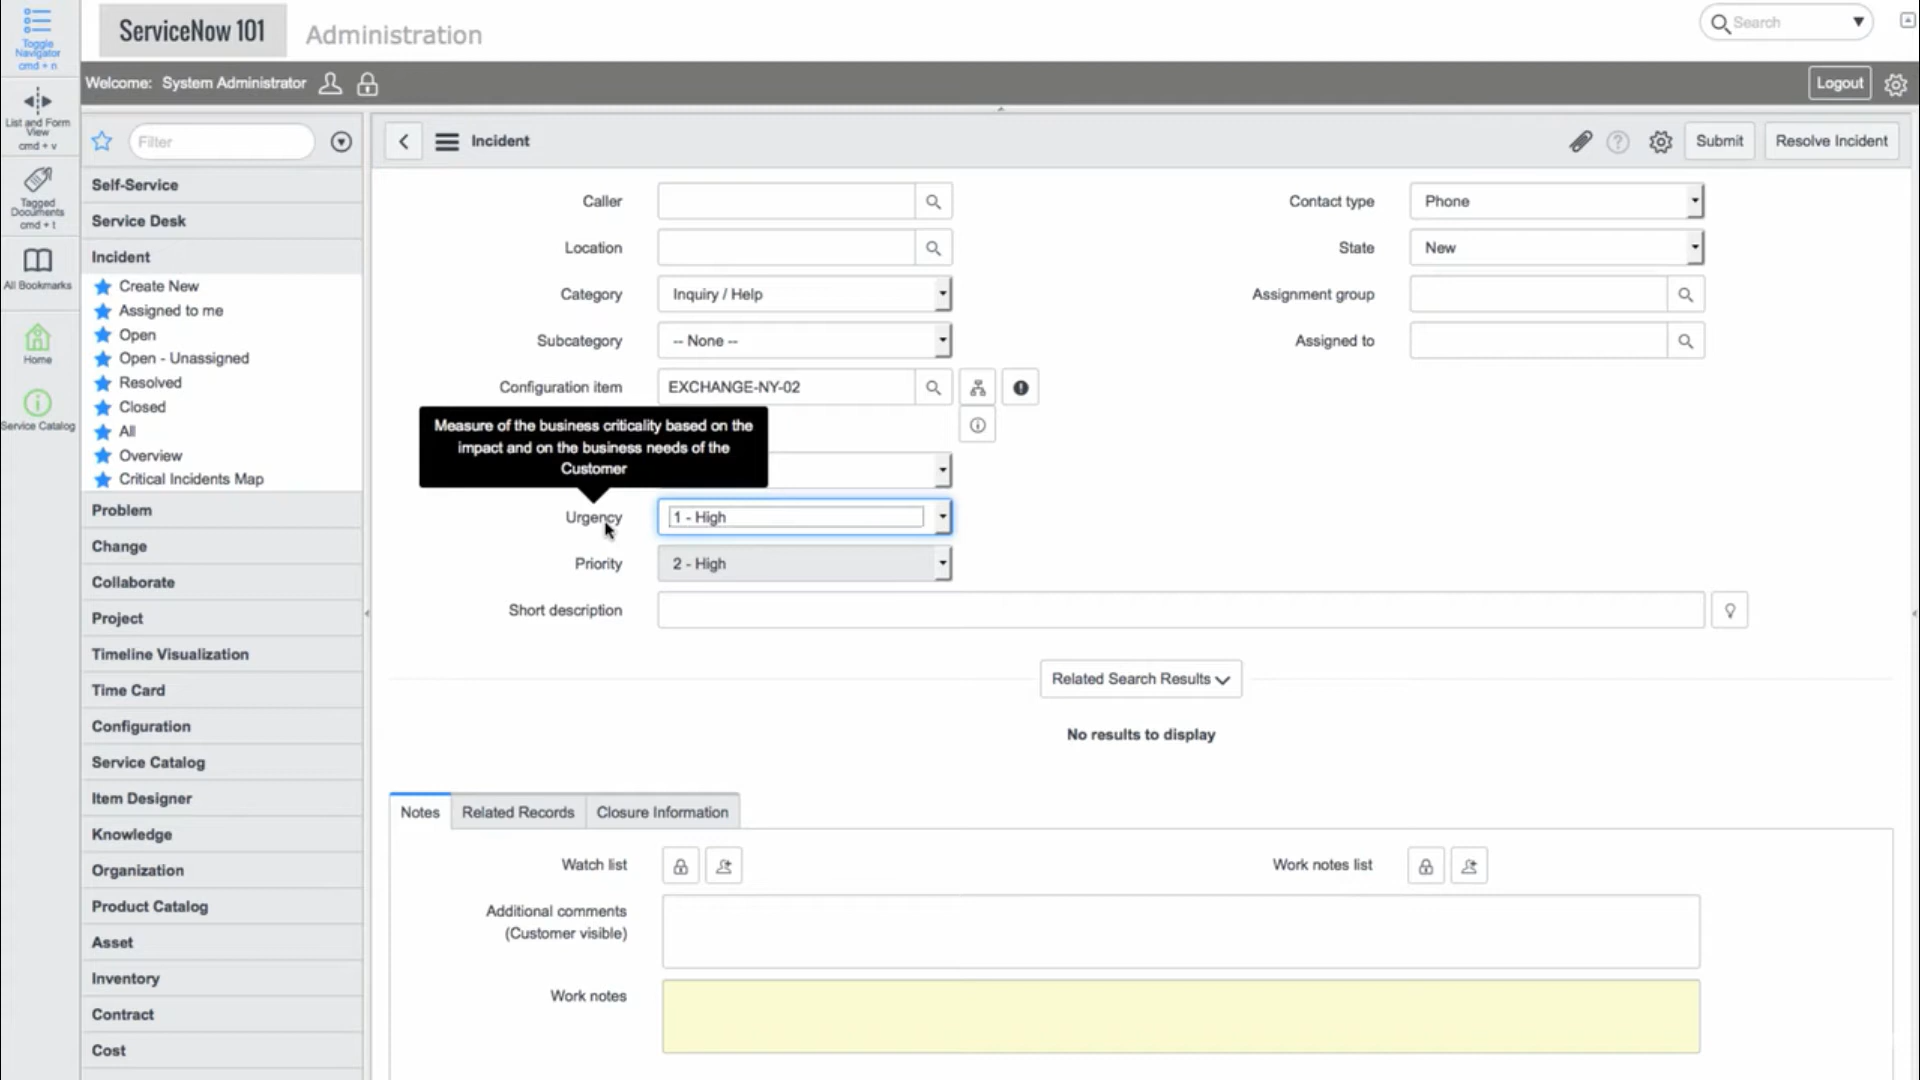 ServiceNow 101
Administration
Search
Toggle
Navigator
cmd + n
Welcome: System Administrator
Logout
List and Form
View
cmd + v
Filter
Incident
Submit
Resolve Incident
Tagged
Documents
cmd + t
All Bookmarks
Home
Service Catalog
Self-Service
Service Desk
Incident
Create New
Assigned to me
Open
Open - Unassigned
Resolved
Closed
All
Overview
Critical Incidents Map
Problem
Change
Collaborate
Project
Timeline Visualization
Time Card
Configuration
Service Catalog
Item Designer
Knowledge
Organization
Product Catalog
Asset
Inventory
Contract
Cost
Caller
Location
Category Inquiry / Help
Subcategory -- None --
Configuration item EXCHANGE-NY-02
Measure of the business criticality based on the
impact and on the business needs of the
Customer
Urgency 1 - High
Priority 2 - High
Short description
Contact type Phone
State New
Assignment group
Assigned to
Related Search Results
No results to display
Notes Related Records Closure Information
Watch list
Work notes list
Additional comments
(Customer visible)
Work notes